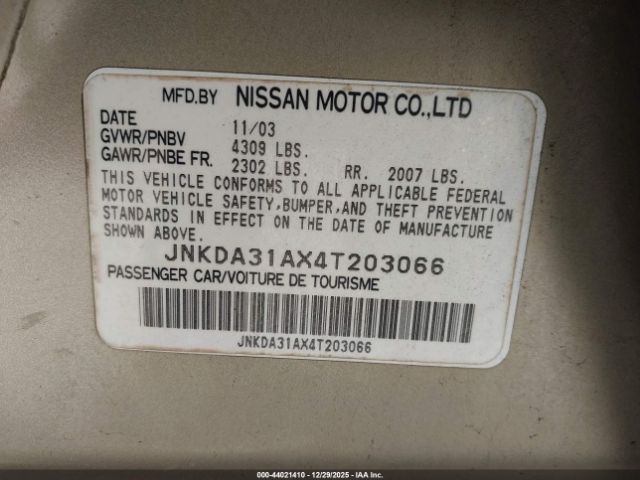 MFD.BY NISSAN MOTOR CO.,LTD
DATE 11/03
GVWR/PNBV 4309 LBS.
GAWR/PNBE FR. 2302 LBS. RR. 2007 LBS.
THIS VEHICLE CONFORMS TO ALL APPLICABLE FEDERAL
MOTOR VEHICLE SAFETY,BUMPER,AND THEFT PREVENTION
STANDARDS IN EFFECT ON THE DATE OF MANUFACTURE
SHOWN ABOVE.
JNKDA31AX4T203066
PASSENGER CAR/VOITURE DE TOURISME
JNKDA31AX4T203066
000-44021410 - 12/29/2025 - IAA Inc.